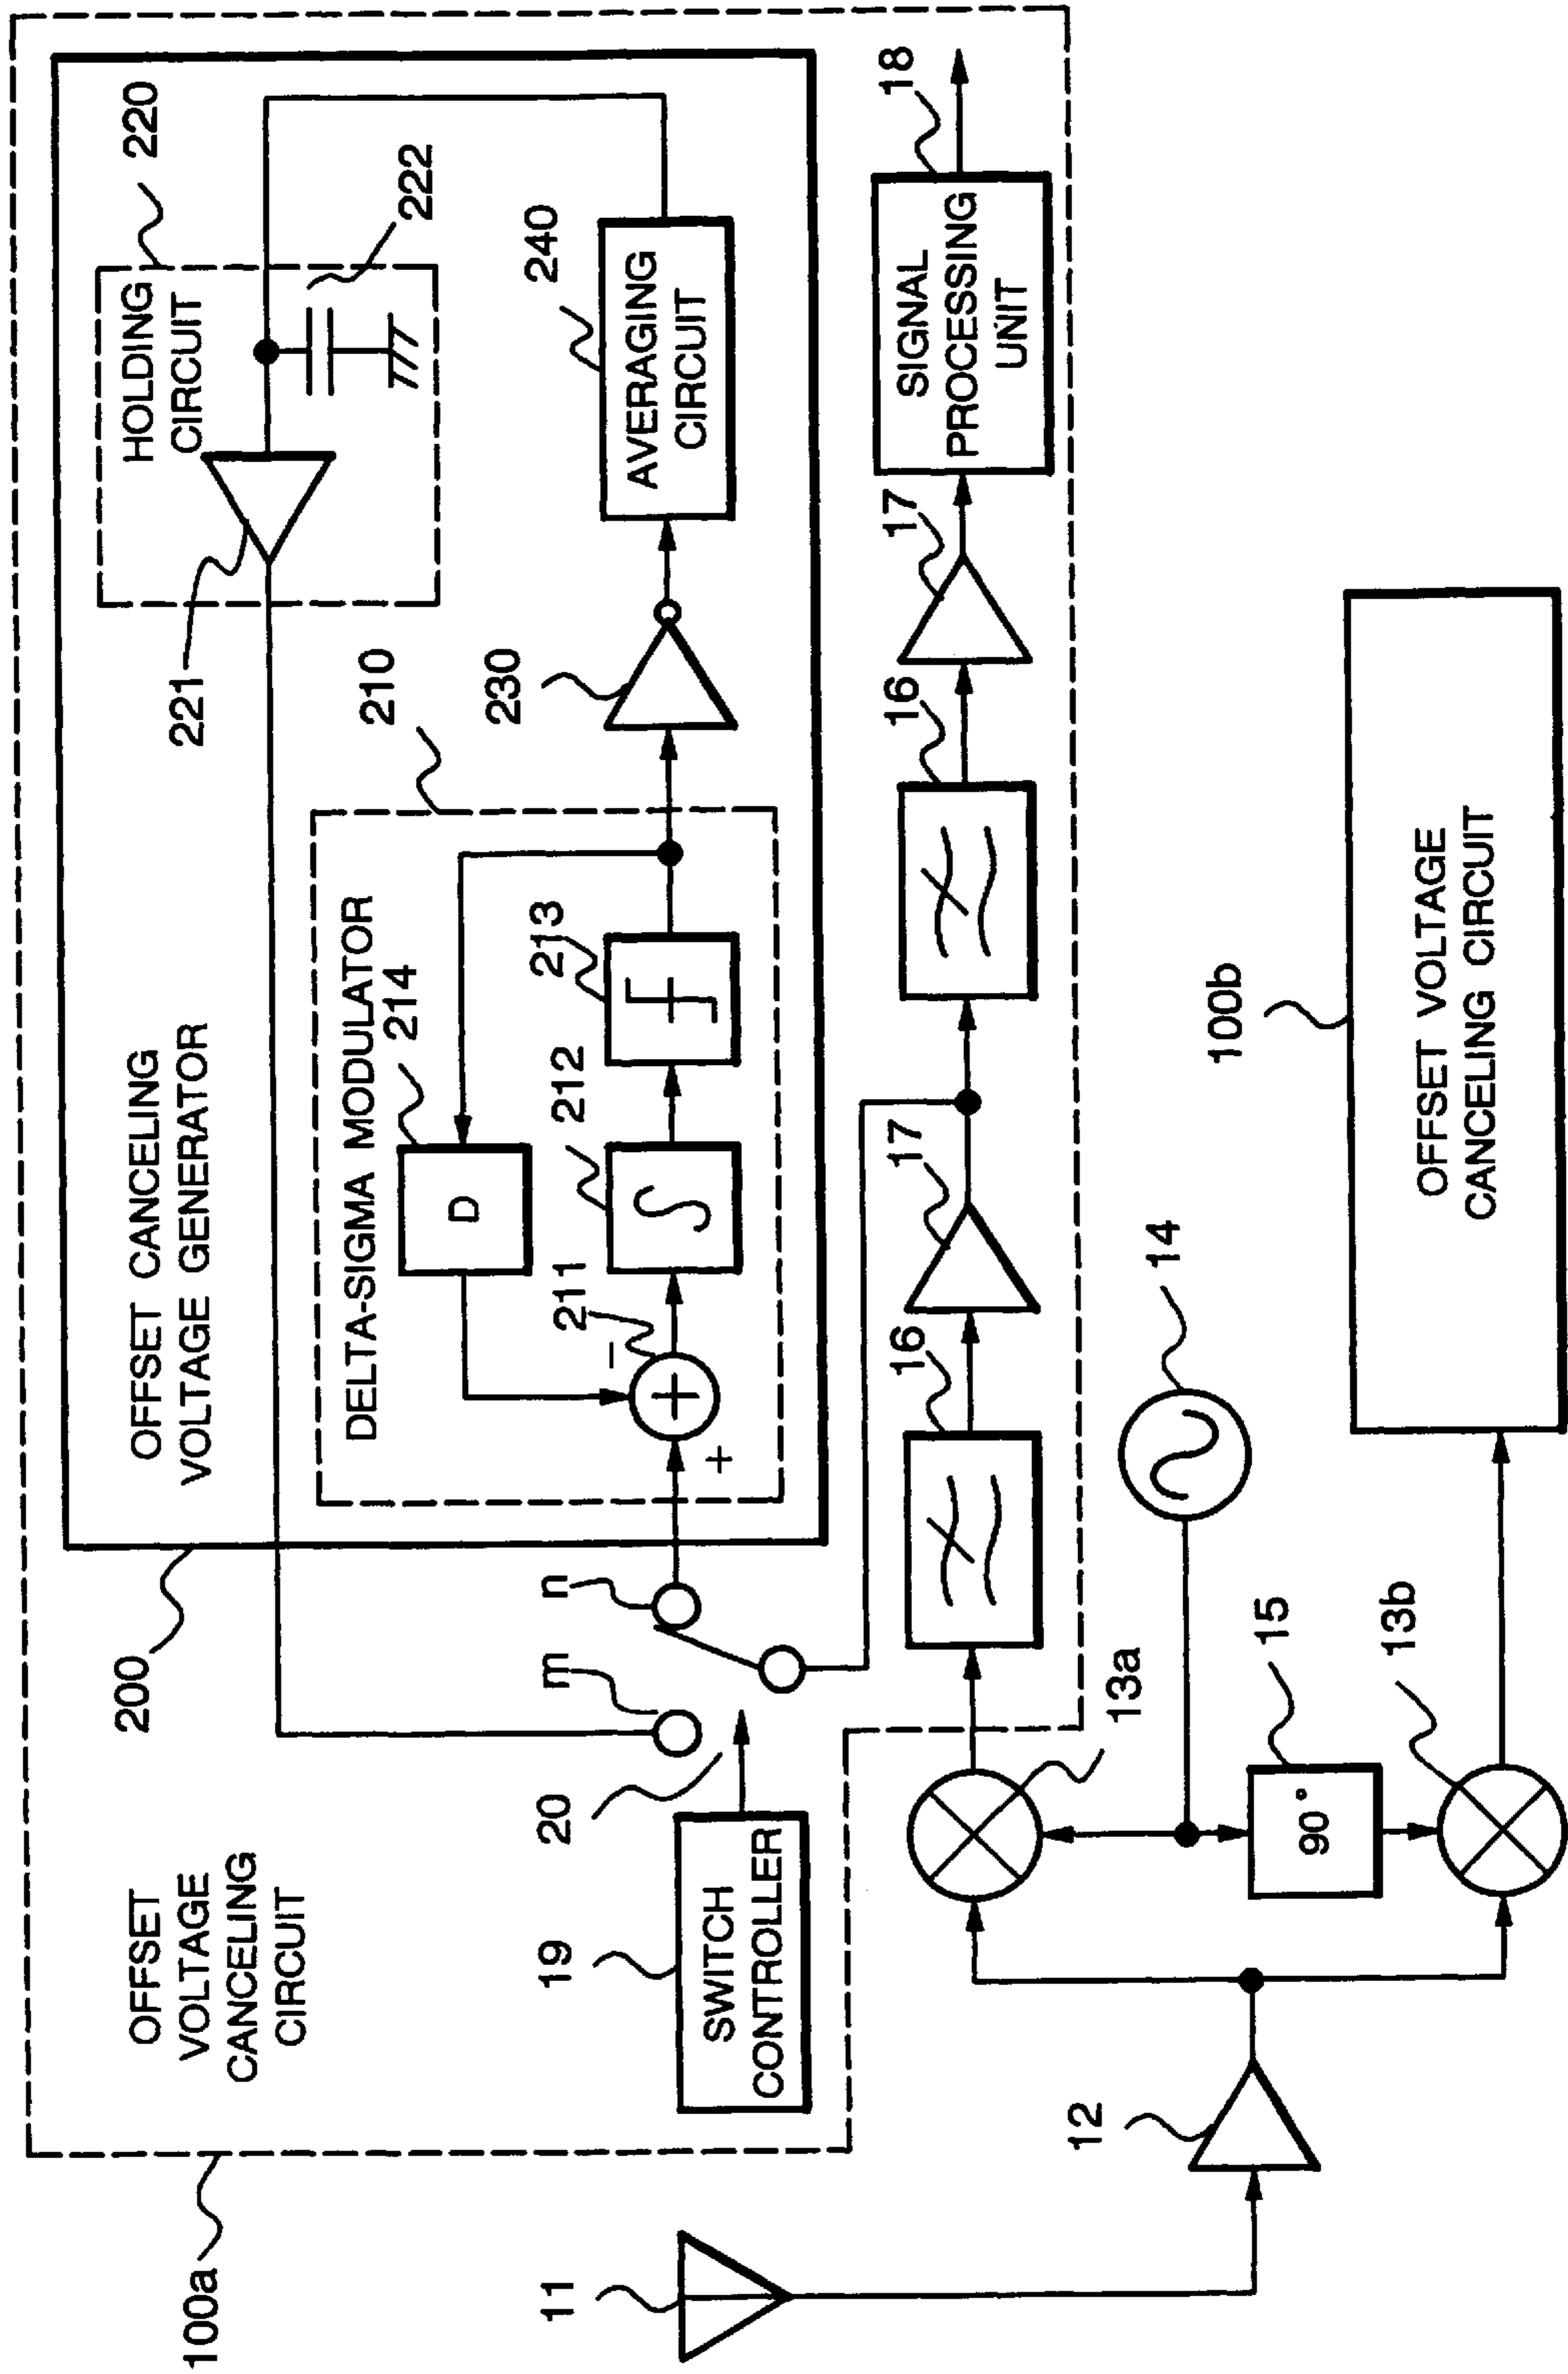 100a
OFFSET
VOLTAGE
CANCELING
CIRCUIT
200
OFFSET CANCELING
VOLTAGE GENERATOR
221
HOLDING
CIRCUIT
220
222
210
DELTA-SIGMA MODULATOR
214
D
211
212
213
−
+
230
240
AVERAGING
CIRCUIT
m
n
20
19
SWITCH
CONTROLLER
16
17
16
17
18
SIGNAL
PROCESSING
UNIT
11
12
13a
14
15
90°
13b
100b
OFFSET VOLTAGE
CANCELING CIRCUIT